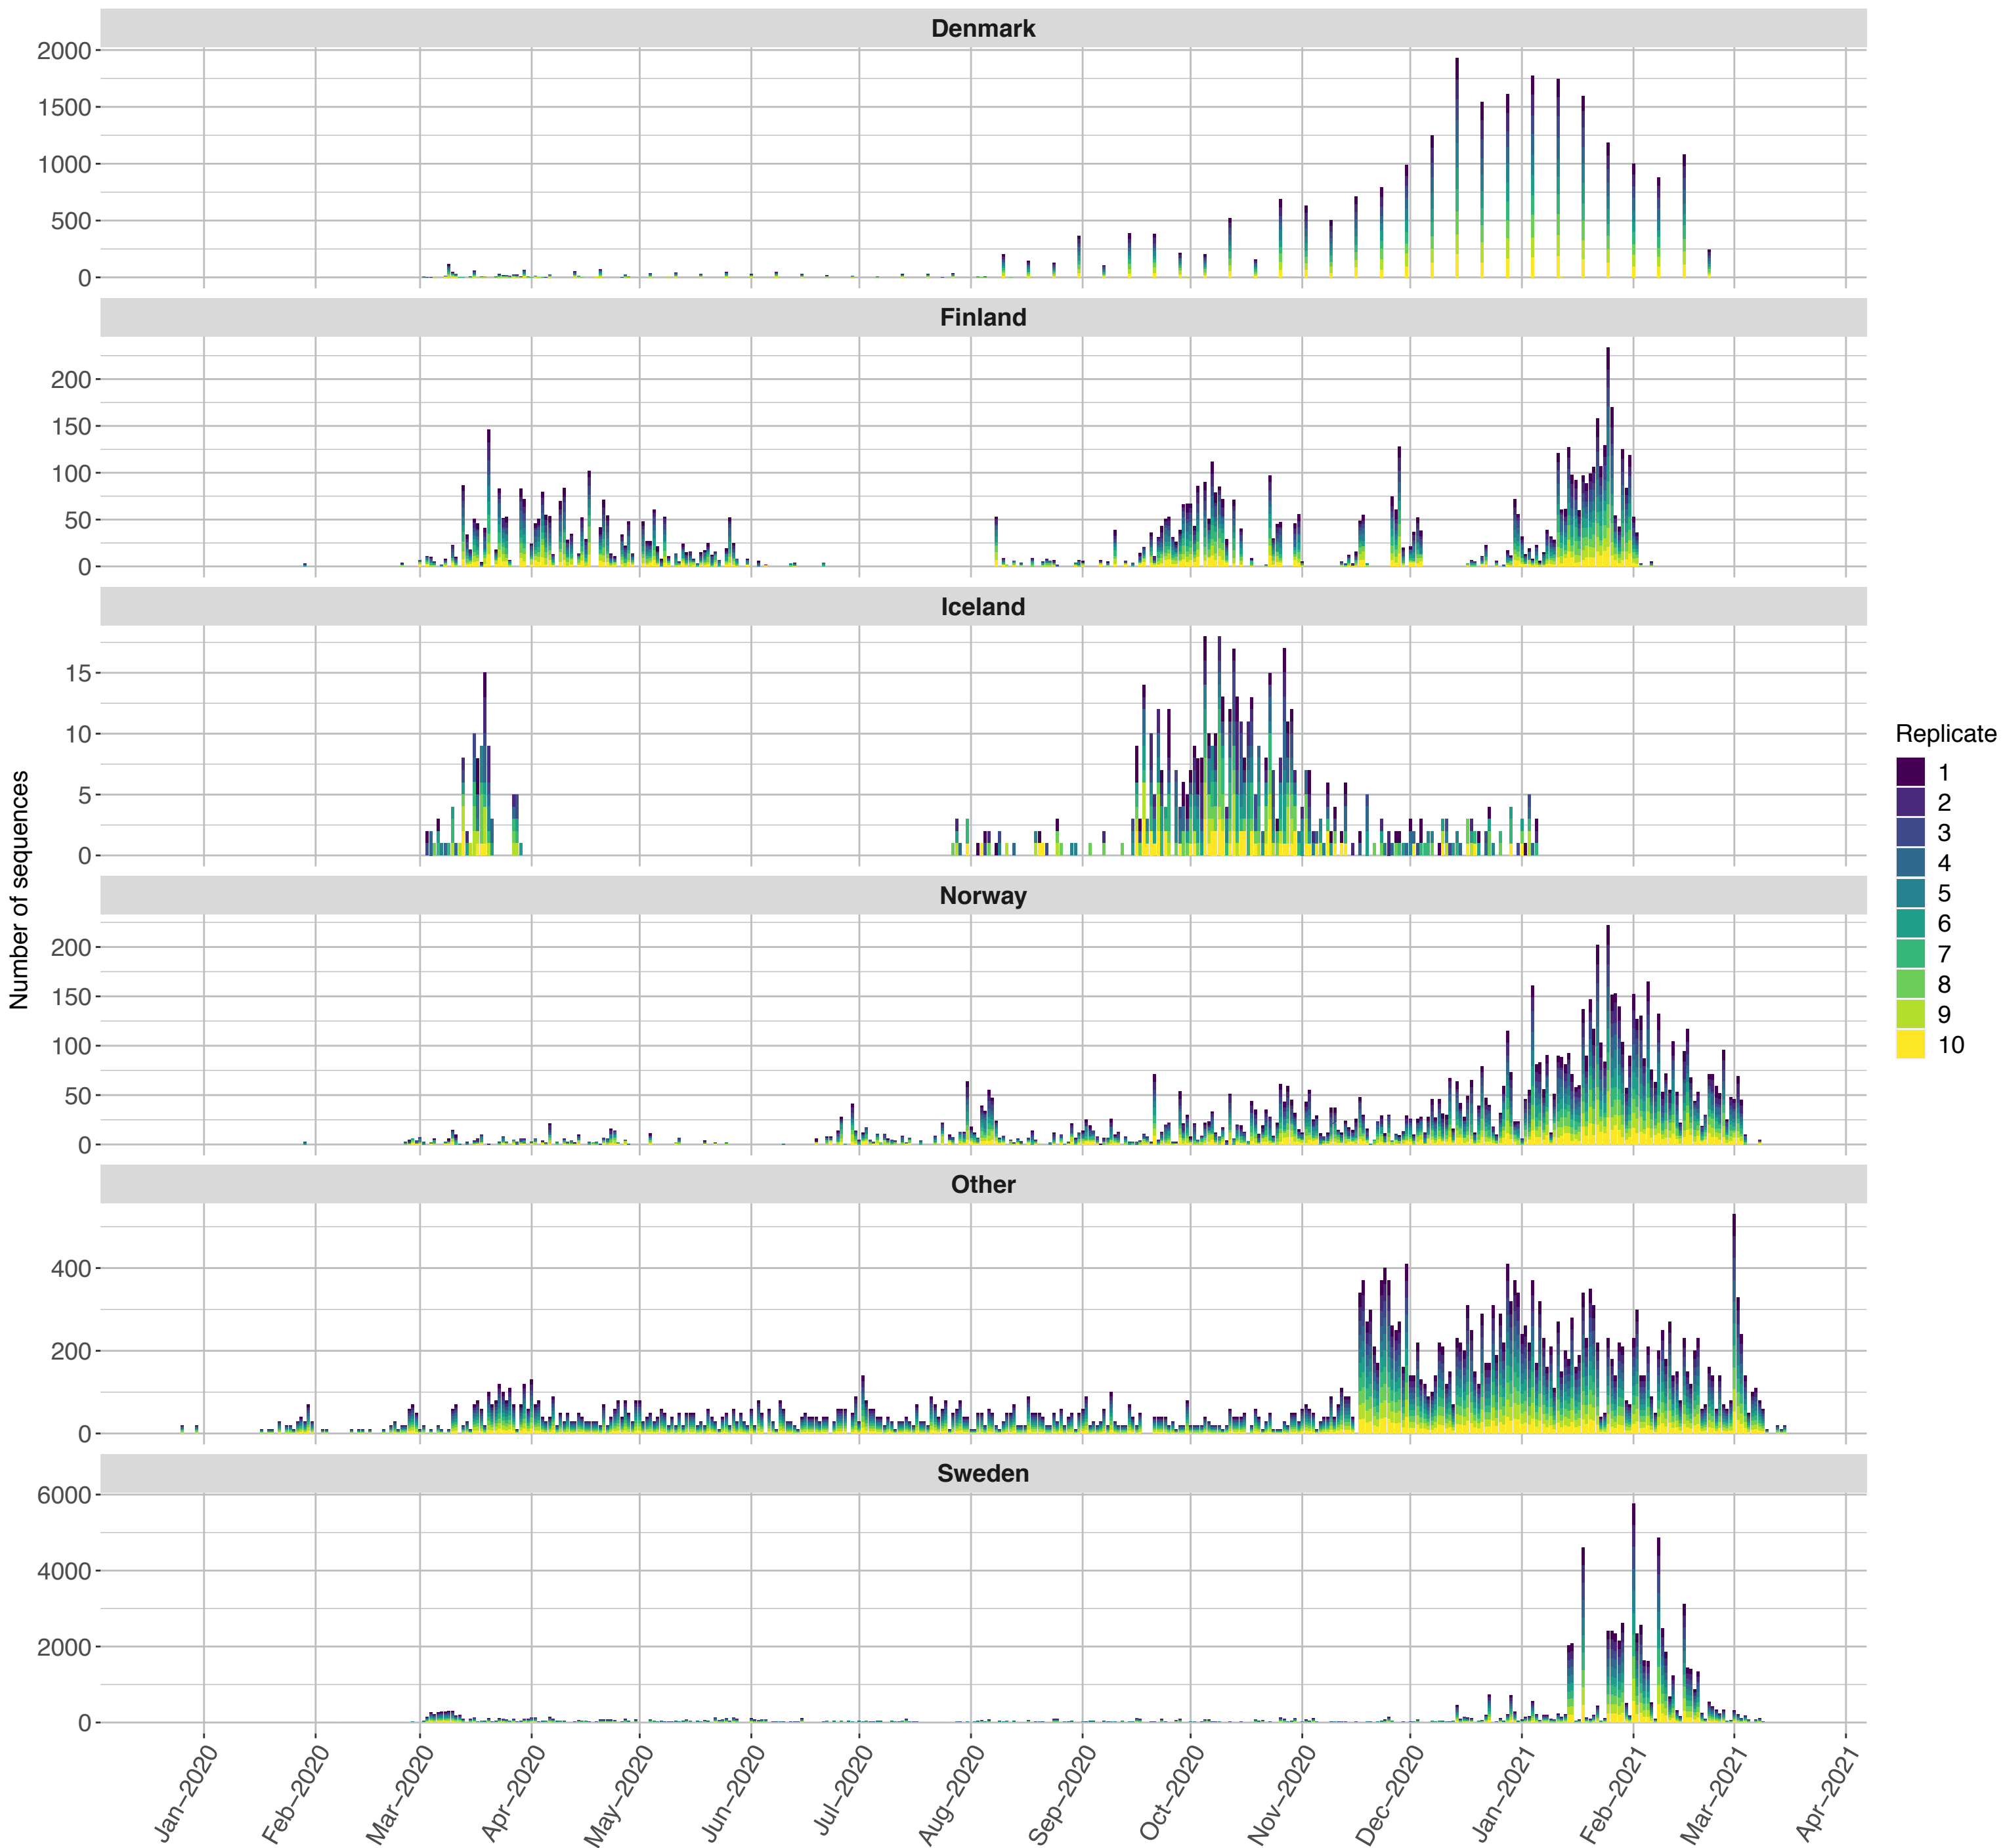 Denmark
2000
1500
1000
500
0
Finland
200
150
100
50
0
Iceland
15
10
5
0
Number of sequences
Norway
200
150
100
50
0
Other
400
200
0
Sweden
6000
4000
2000
0
Jan−2020
Feb−2020
Mar−2020
Apr−2020
May−2020
Jun−2020
Jul−2020
Aug−2020
Sep−2020
Oct−2020
Nov−2020
Dec−2020
Jan−2021
Feb−2021
Mar−2021
Apr−2021
Replicate
1
2
3
4
5
6
7
8
9
10